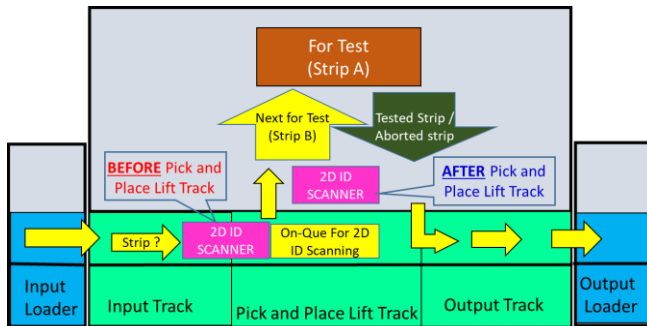 For Test
(Strip A)
Next for Test
(Strip B)
Tested Strip /
Aborted strip
BEFORE Pick and
Place Lift Track
2D ID
SCANNER
AFTER Pick and
Place Lift Track
Strip ?
2D ID
SCANNER
On-Que For 2D
ID Scanning
Input
Loader
Input Track
Pick and Place Lift Track
Output Track
Output
Loader